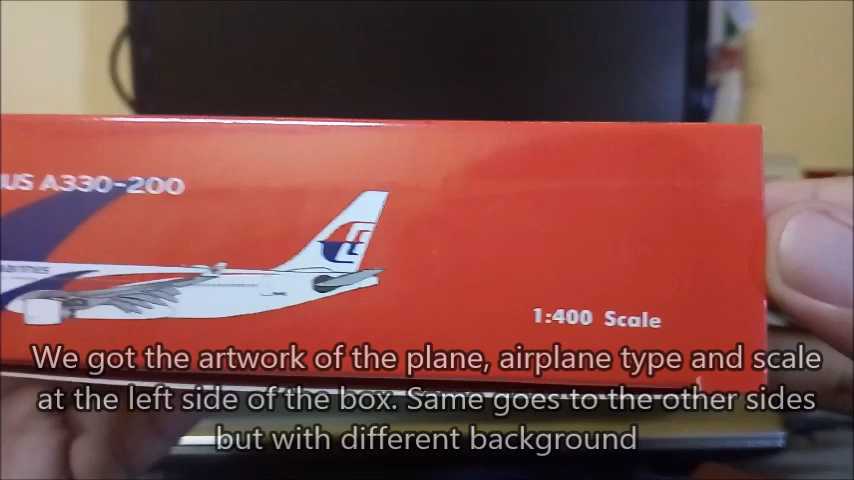 US A330-200
1:400 Scale
We got the artwork of the plane, airplane type and scale
at the left side of the box. Same goes to the other sides
but with different background